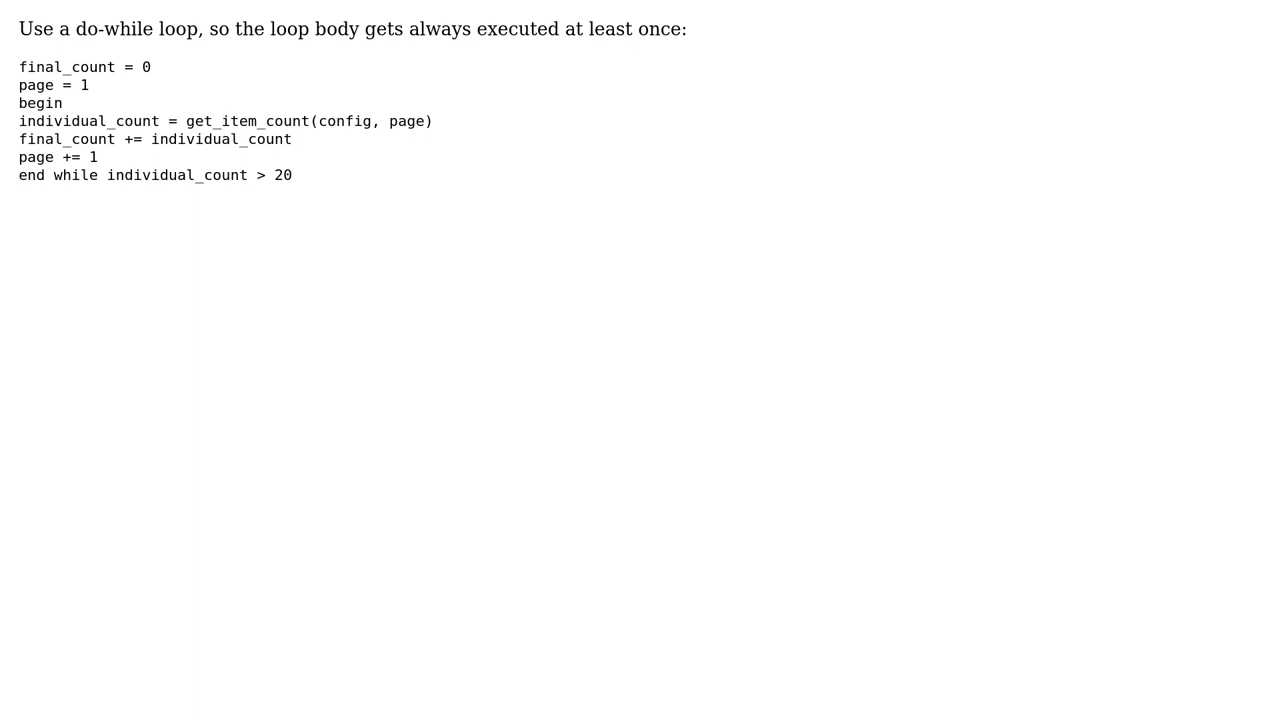 Use a do-while loop, so the loop body gets always executed at least once:
final_count = 0
page = 1
begin
individual_count = get_item_count(config, page)
final_count += individual_count
page += 1
end while individual_count > 20